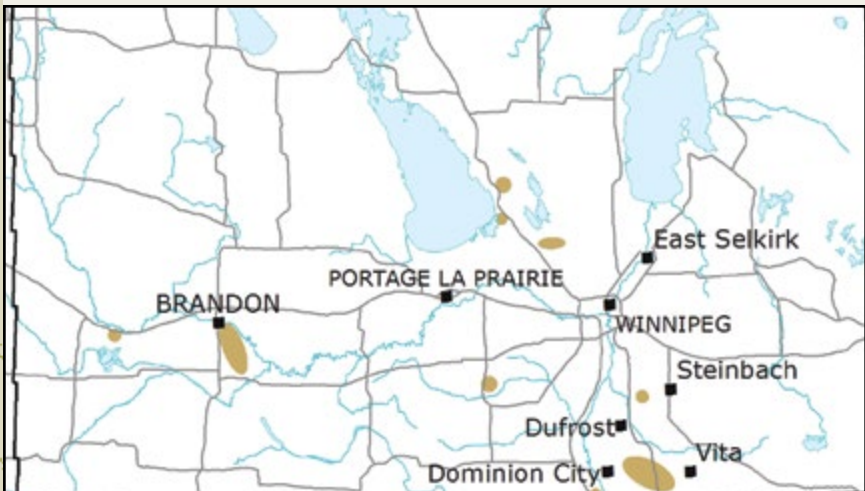 East Selkirk
PORTAGE LA PRAIRIE
BRANDON
WINNIPEG
Steinbach
Dufrost
Vita
Dominion City